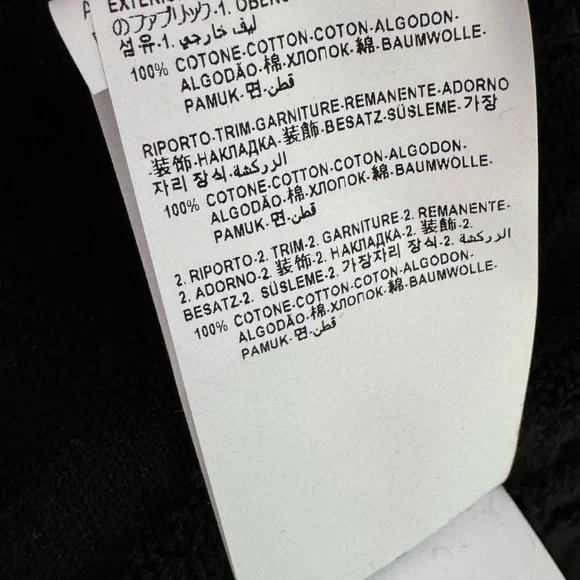 EXTERI
のファブリック-1. OBER
섬유-1. ليف خارجي
100% COTONE-COTTON-COTON-ALGODON-
ALGODÃO-棉-ХЛОПОК-綿-BAUMWOLLE-
PAMUK-면-قطن
RIPORTO-TRIM-GARNITURE-REMANENTE-ADORNO
-装饰-НАКЛАДКА-装飾-BESATZ-SÜSLEME-가장
자리 장식-الزركشة
100% COTONE-COTTON-COTON-ALGODON-
ALGODÃO-棉-ХЛОПОК-綿-BAUMWOLLE-
PAMUK-면-قطن
2. RIPORTO-2. TRIM-2. GARNITURE-2. REMANENTE-
2. ADORNO-2. 装饰-2. НАКЛАДКА-2. 装飾-2.
BESATZ-2. SÜSLEME-2. 가장자리 장식-2. الزركشة
100% COTONE-COTTON-COTON-ALGODON-
ALGODÃO-棉-ХЛОПОК-綿-BAUMWOLLE-
PAMUK-면-قطن